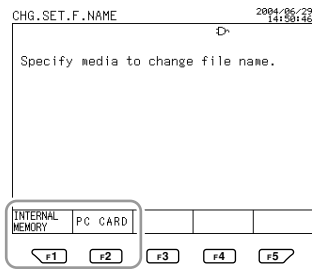 CHG.SET.F.NAME
2004/06/29
14:50:46
Specify media to change file name.
INTERNAL
MEMORY
PC CARD
F1
F2
F3
F4
F5